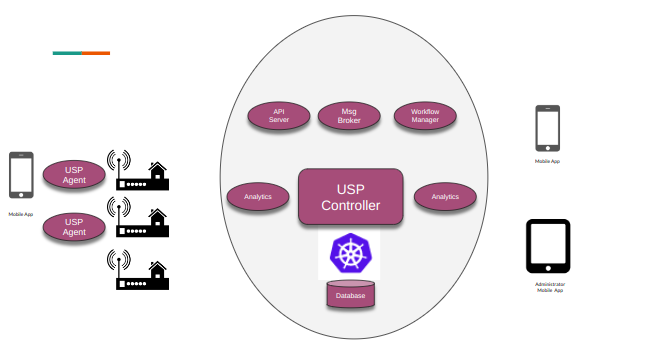 API
Server
Msg
Broker
Workflow
Manager
Mobile App
USP
Agent
Analytics
USP
Controller
Analytics
Mobile App
USP
Agent
Database
Administrator
Mobile App